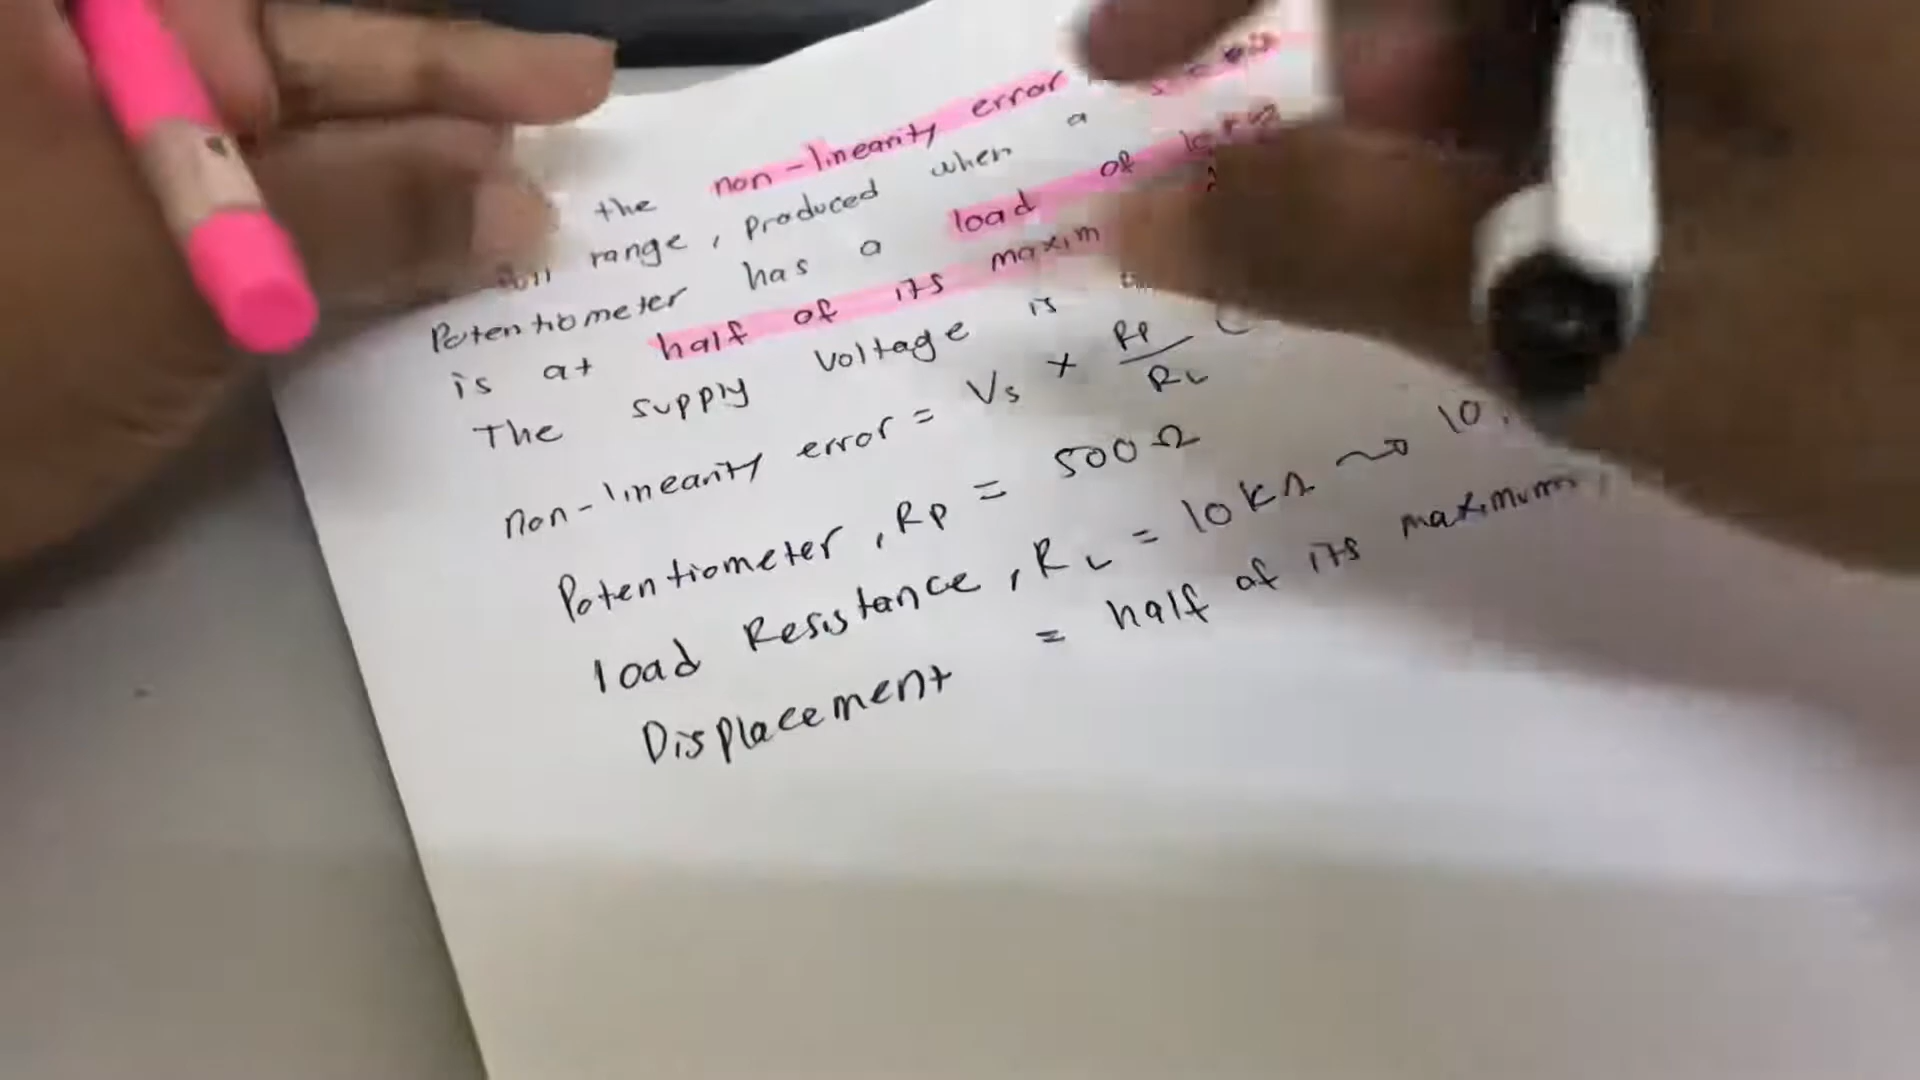 the non-linearity error
range, produced when a
Potentiometer has a load of 10kΩ
is at half of its maxim
The supply voltage is
non-linearity error = Vs × Rp/RL
Potentiometer, Rp = 500Ω
load Resistance, RL = 10kΩ ⟿ 10,
Displacement = half of its maximum,